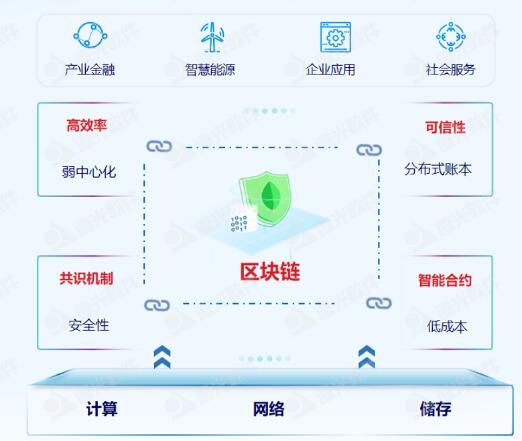 产业金融 智慧能源 企业应用 社会服务
高效率 可信性
弱中心化 分布式账本
区块链
共识机制 智能合约
安全性 低成本
计算 网络 储存